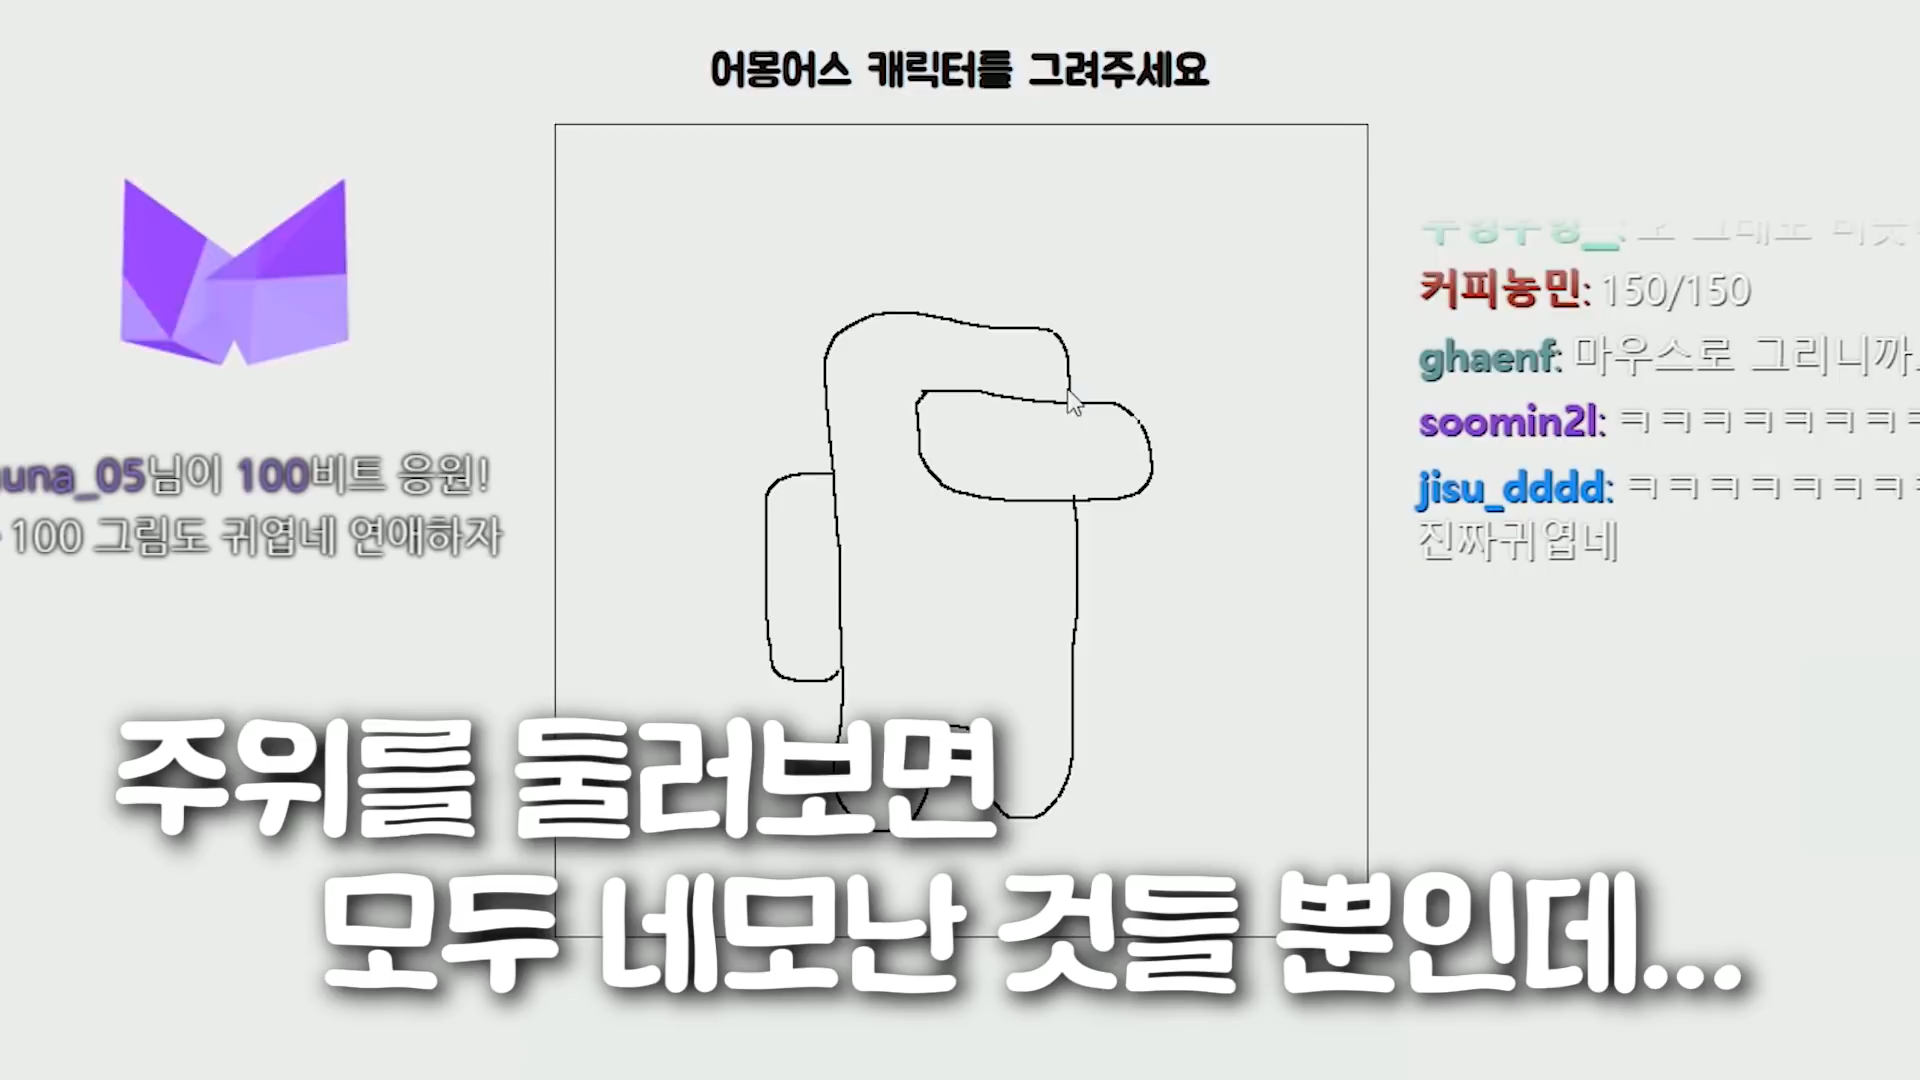 어몽어스 캐릭터를 그려주세요
커피농민: 150/150
ghaenf: 마우스로 그리니까
soomin2l: ㅋㅋㅋㅋㅋㅋㅋㅋ
jisu_dddd: ㅋㅋㅋㅋㅋㅋㅋㅋ
진짜귀엽네
una_05님이 100비트 응원!
100 그림도 귀엽네 연애하자
주위를 둘러보면
모두 네모난 것들 뿐인데...